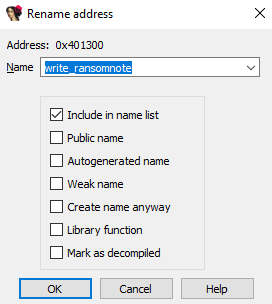 Rename address
Address: 0x401300
Name write_ransomnote
Include in name list
Public name
Autogenerated name
Weak name
Create name anyway
Library function
Mark as decompiled
OK Cancel Help